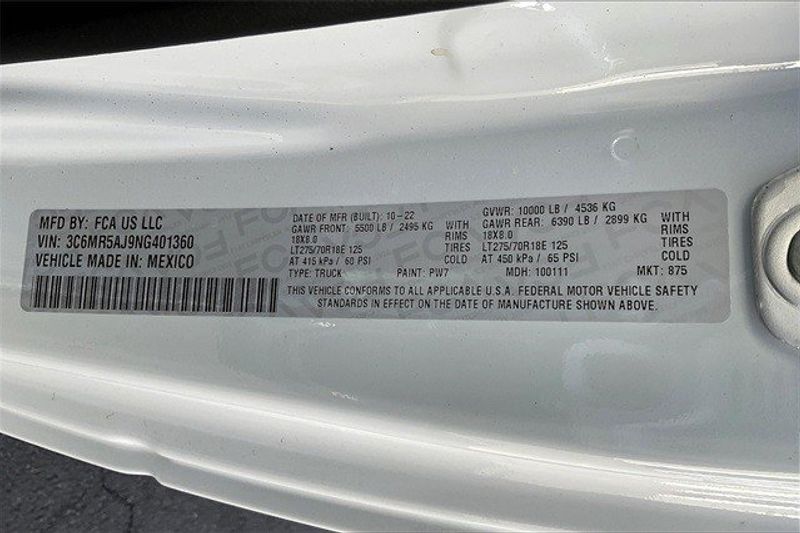 MFD BY: FCA US LLC
VIN: 3C6MR5AJ9NG401360
VEHICLE MADE IN: MEXICO
DATE OF MFR (BUILT): 10-22
GAWR FRONT: 5500 LB / 2495 KG WITH
18X8.0 RIMS
LT275/70R18E 125 TIRES
AT 415 kPa / 60 PSI COLD
TYPE: TRUCK PAINT: PW7
GVWR: 10000 LB / 4536 KG
GAWR REAR: 6390 LB / 2899 KG WITH
18X8.0 RIMS
LT275/70R18E 125 TIRES
AT 450 kPa / 65 PSI COLD
MDH: 100111 MKT: 875
THIS VEHICLE CONFORMS TO ALL APPLICABLE U.S.A. FEDERAL MOTOR VEHICLE SAFETY
STANDARDS IN EFFECT ON THE DATE OF MANUFACTURE SHOWN ABOVE.